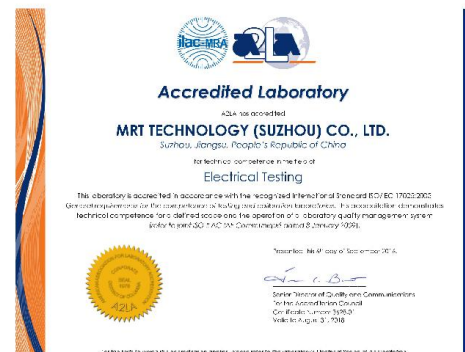 ilac-MRA
A2LA
Accredited Laboratory
A2LA has accredited
MRT TECHNOLOGY (SUZHOU) CO., LTD.
Suzhou, Jiangsu, People's Republic of China
for technical competence in the field of
Electrical Testing
This laboratory is accredited in accordance with the recognized International Standard ISO/IEC 17025:2005
General requirements for the competence of testing and calibration laboratories. This accreditation demonstrates
technical competence for a defined scope and the operation of a laboratory quality management system
Presented this day of September 2016.
Senior Director of Quality and Communications
For the Accreditation Council
Certificate Number
Valid to August 31, 2018
CORPORATE
SEAL
A2LA